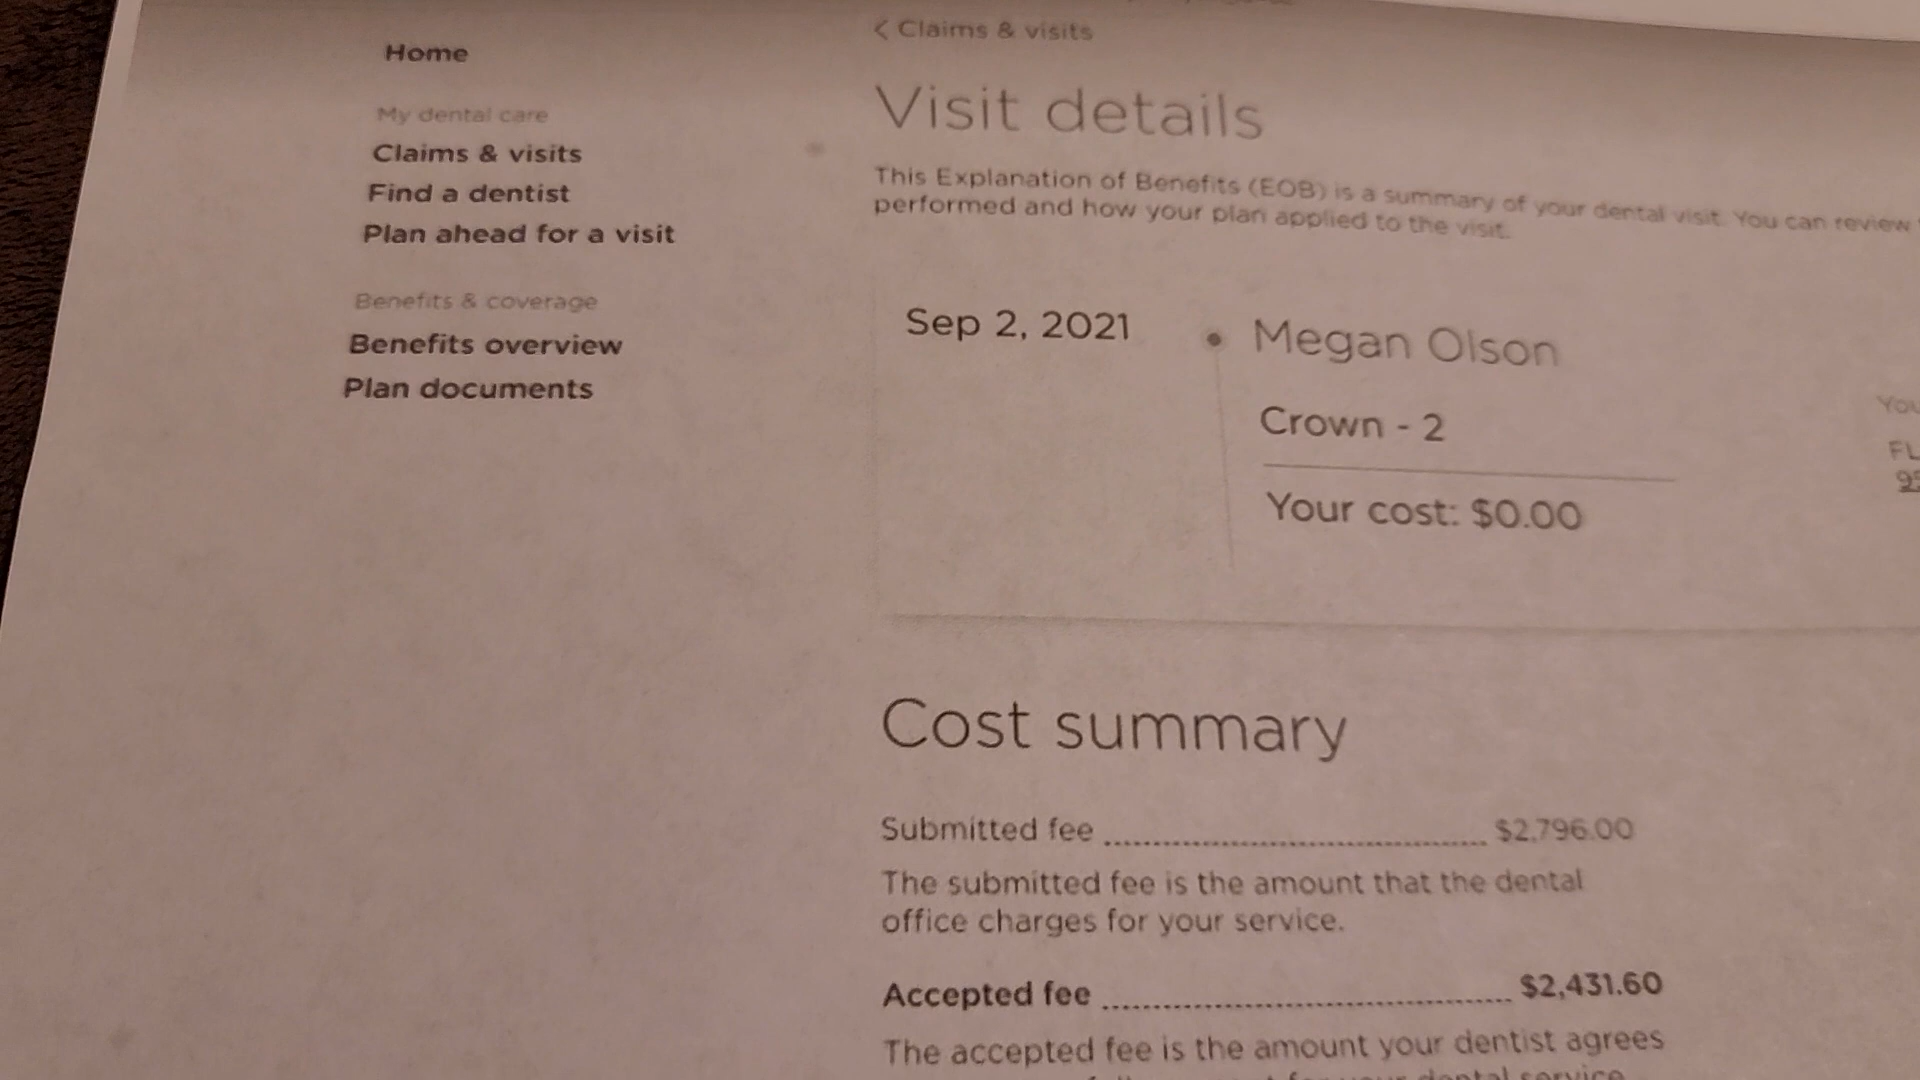 Home
My dental care
Claims & visits
Find a dentist
Plan ahead for a visit
Benefits & coverage
Benefits overview
Plan documents
< Claims & visits
Visit details
This Explanation of Benefits (EOB) is a summary of your dental visit. You can review
performed and how your plan applied to the visit.
Sep 2, 2021
• Megan Olson
Crown - 2
Your cost: $0.00
You
FL
Cost summary
Submitted fee ........ $2,796.00
The submitted fee is the amount that the dental
office charges for your service.
Accepted fee ........ $2,431.60
The accepted fee is the amount your dentist agrees
dental service